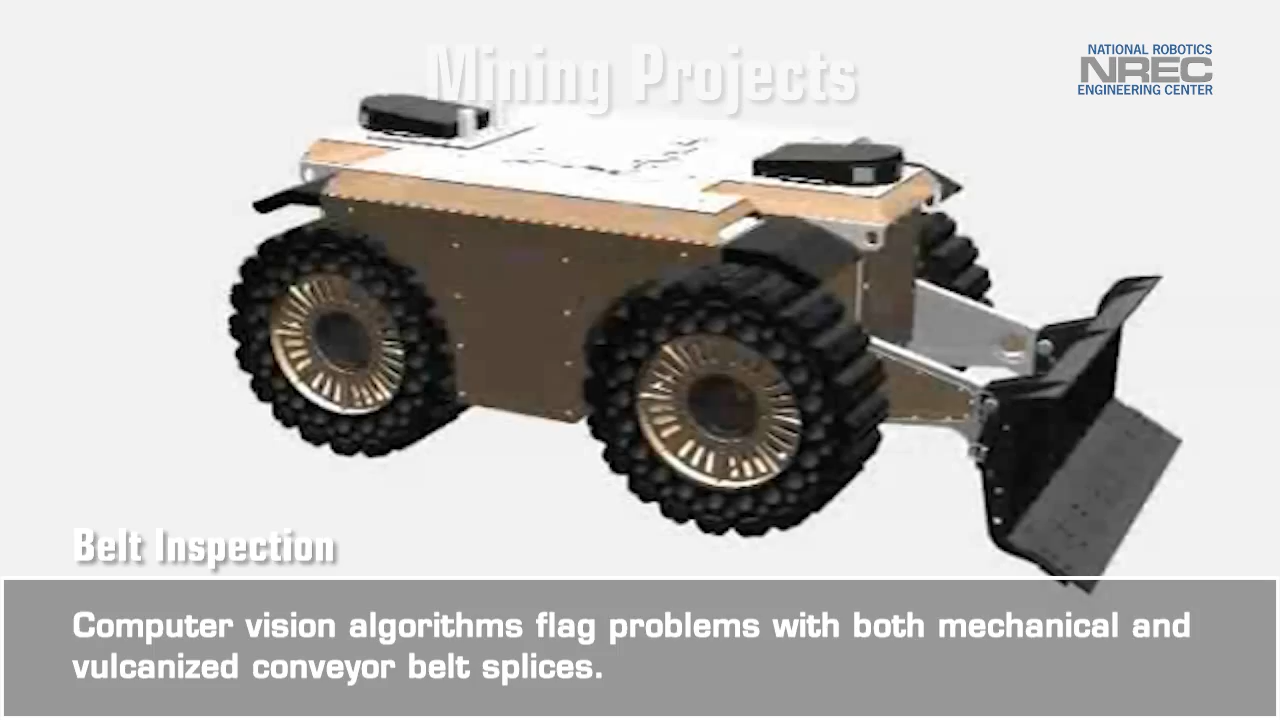 Mining Projects
NATIONAL ROBOTICS
NREC
ENGINEERING CENTER
Belt Inspection
Computer vision algorithms flag problems with both mechanical and
vulcanized conveyor belt splices.